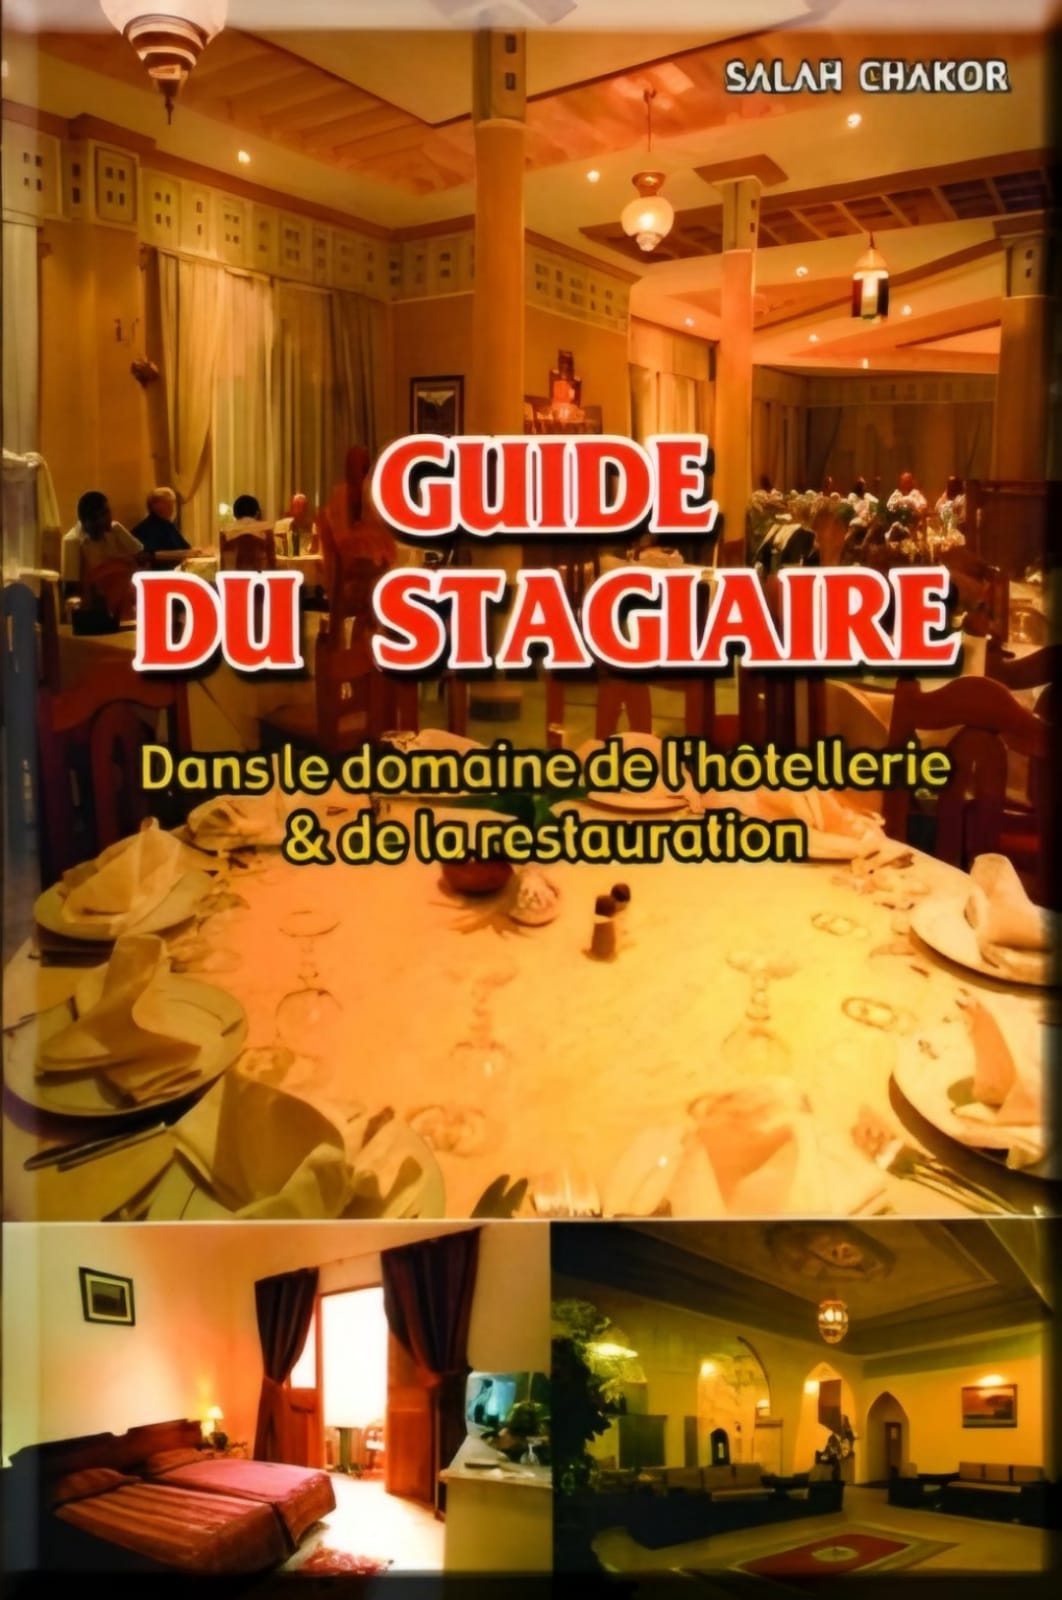 SALAH CHAKOR
GUIDE
DU STAGIAIRE
Dans le domaine de l'hôtellerie
& de la restauration